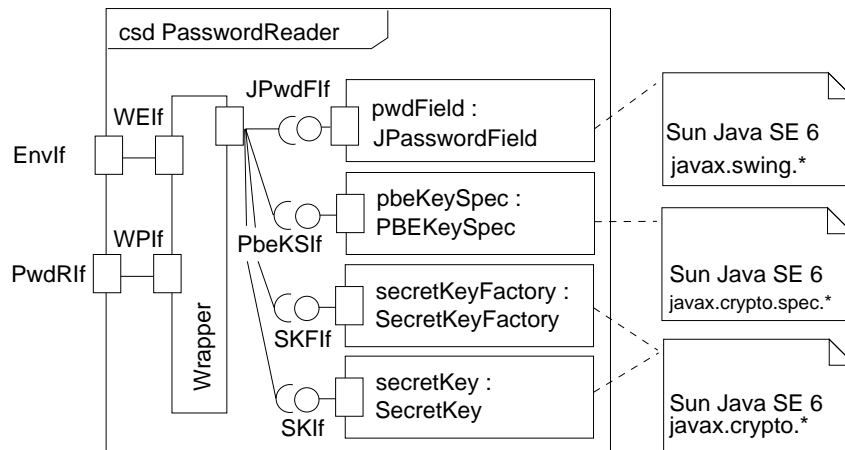 csd PasswordReader
JPwdFIf
pwdField :
JPasswordField
Sun Java SE 6
javax.swing.*
WEIf
EnvIf
pbeKeySpec :
PBEKeySpec
PbeKSIf
Sun Java SE 6
javax.crypto.spec.*
WPIf
PwdRIf
Wrapper
secretKeyFactory :
SecretKeyFactory
SKFIf
secretKey :
SecretKey
SKIf
Sun Java SE 6
javax.crypto.*